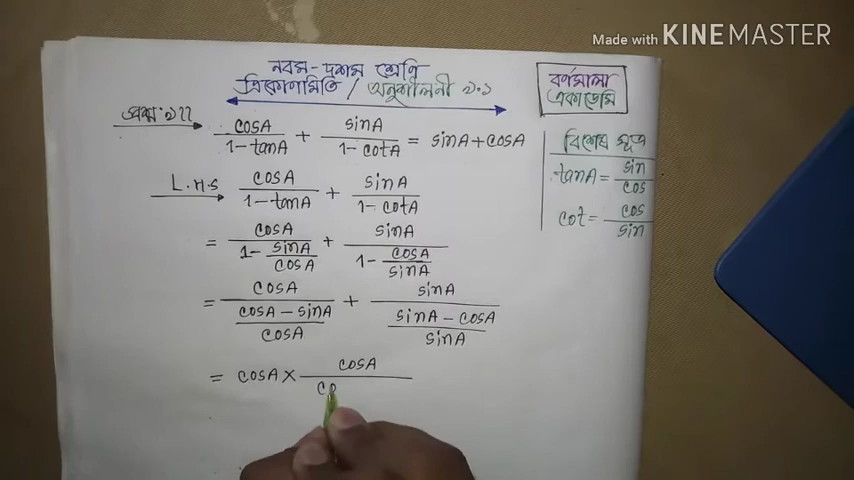 Made with KINEMASTER
নবম-দশম শ্রেণি
ত্রিকোণমিতি / অনুশীলনী ৯.১
বর্ণমালা
একাডেমি
প্রশ্ন: ১১।
cosA/(1-tanA) + sinA/(1-cotA) = sinA+cosA
বিশেষ সূত্র
tanA = sin/cos
cot = cos/sin
L.H.S cosA/(1-tanA) + sinA/(1-cotA)
= cosA/(1-sinA/cosA) + sinA/(1-cosA/sinA)
= cosA/((cosA-sinA)/cosA) + sinA/((sinA-cosA)/sinA)
= cosA × cosA/co